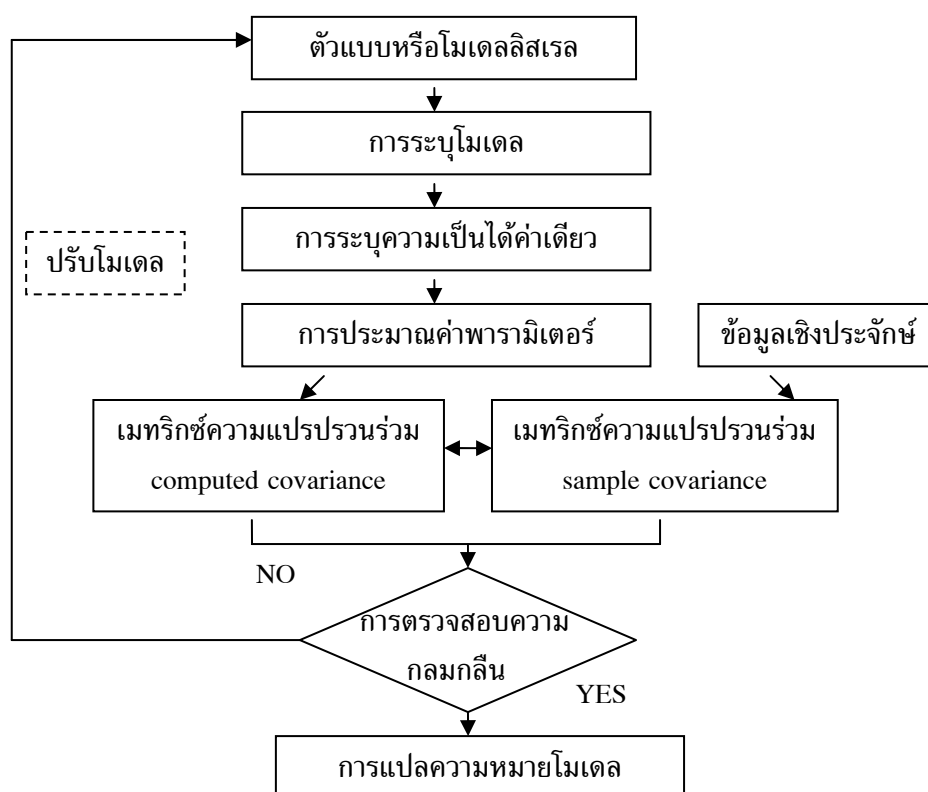 ตัวแบบหรือโมเดลลิสเรล
การระบุโมเดล
การระบุความเป็นได้ค่าเดียว
ปรับโมเดล
การประมาณค่าพารามิเตอร์
ข้อมูลเชิงประจักษ์
เมทริกซ์ความแปรปรวนร่วม
computed covariance
เมทริกซ์ความแปรปรวนร่วม
sample covariance
NO
การตรวจสอบความ
กลมกลืน
YES
การแปลความหมายโมเดล